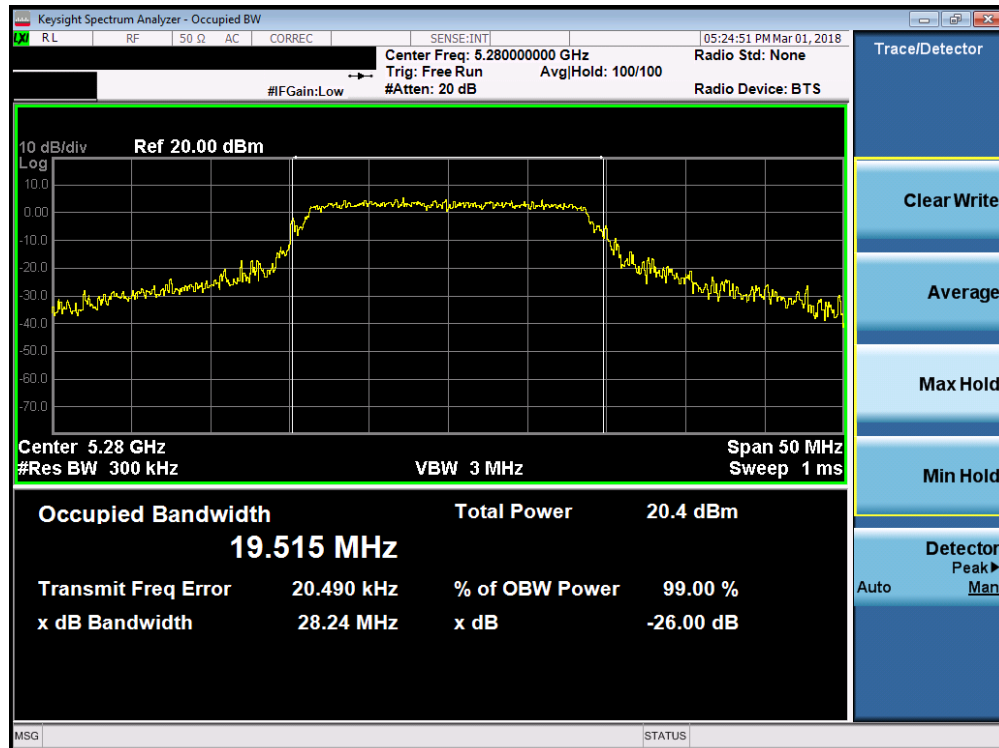 Keysight Spectrum Analyzer - Occupied BW
LXI RL RF 50 Ω AC CORREC SENSE:INT 05:24:51 PM Mar 01, 2018
Center Freq: 5.280000000 GHz Radio Std: None
Trig: Free Run Avg|Hold: 100/100
#IFGain:Low #Atten: 20 dB Radio Device: BTS
10 dB/div Ref 20.00 dBm
Log
10.0
0.00
-10.0
-20.0
-30.0
-40.0
-50.0
-60.0
-70.0
Center 5.28 GHz Span 50 MHz
#Res BW 300 kHz VBW 3 MHz Sweep 1 ms
Occupied Bandwidth Total Power 20.4 dBm
19.515 MHz
Transmit Freq Error 20.490 kHz % of OBW Power 99.00 %
x dB Bandwidth 28.24 MHz x dB -26.00 dB
MSG STATUS
Trace/Detector
Clear Write
Average
Max Hold
Min Hold
Detector
Peak▶
Auto Man